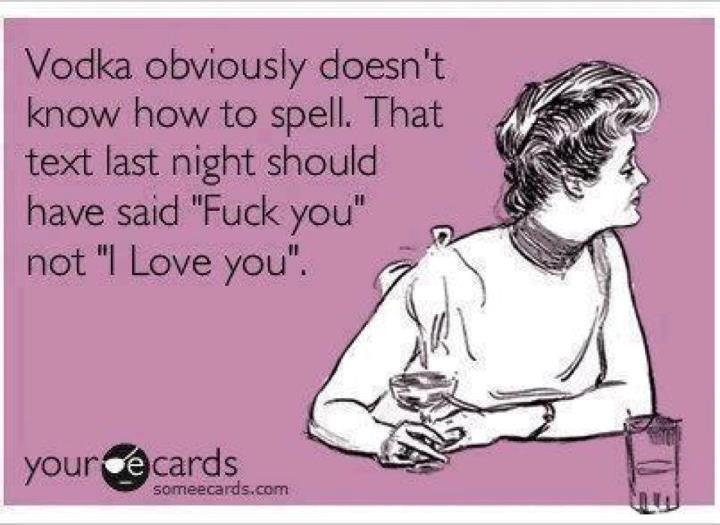 Vodka obviously doesn't
know how to spell. That
text last night should
have said "Fuck you"
not "I Love you".
your e cards
someecards.com